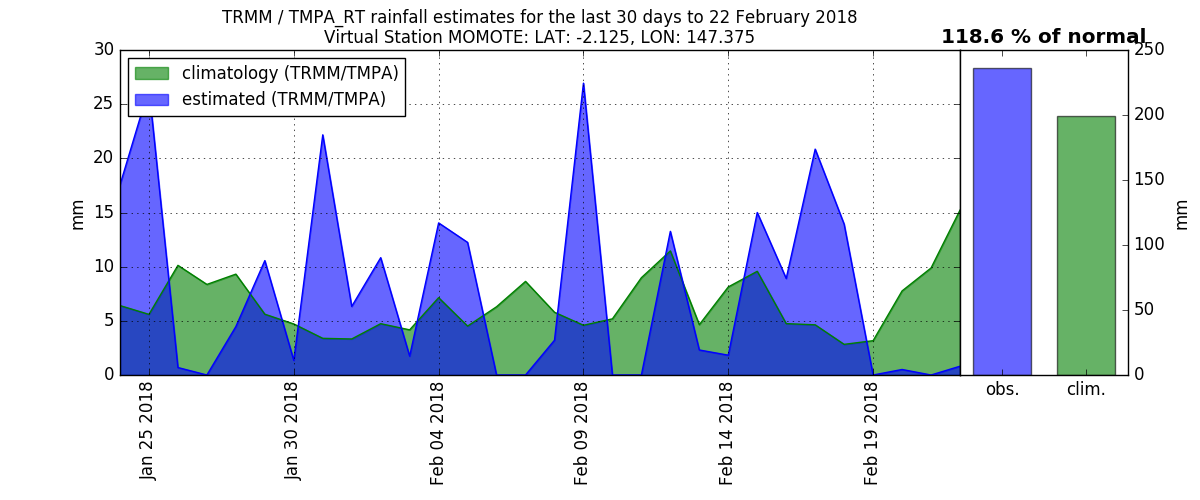 TRMM / TMPA_RT rainfall estimates for the last 30 days to 22 February 2018
Virtual Station MOMOTE: LAT: -2.125, LON: 147.375
118.6 % of normal
climatology (TRMM/TMPA)
estimated (TRMM/TMPA)
30
25
20
15
10
5
0
mm
Jan 25 2018
Jan 30 2018
Feb 04 2018
Feb 09 2018
Feb 14 2018
Feb 19 2018
obs.
clim.
250
200
150
100
50
0
mm